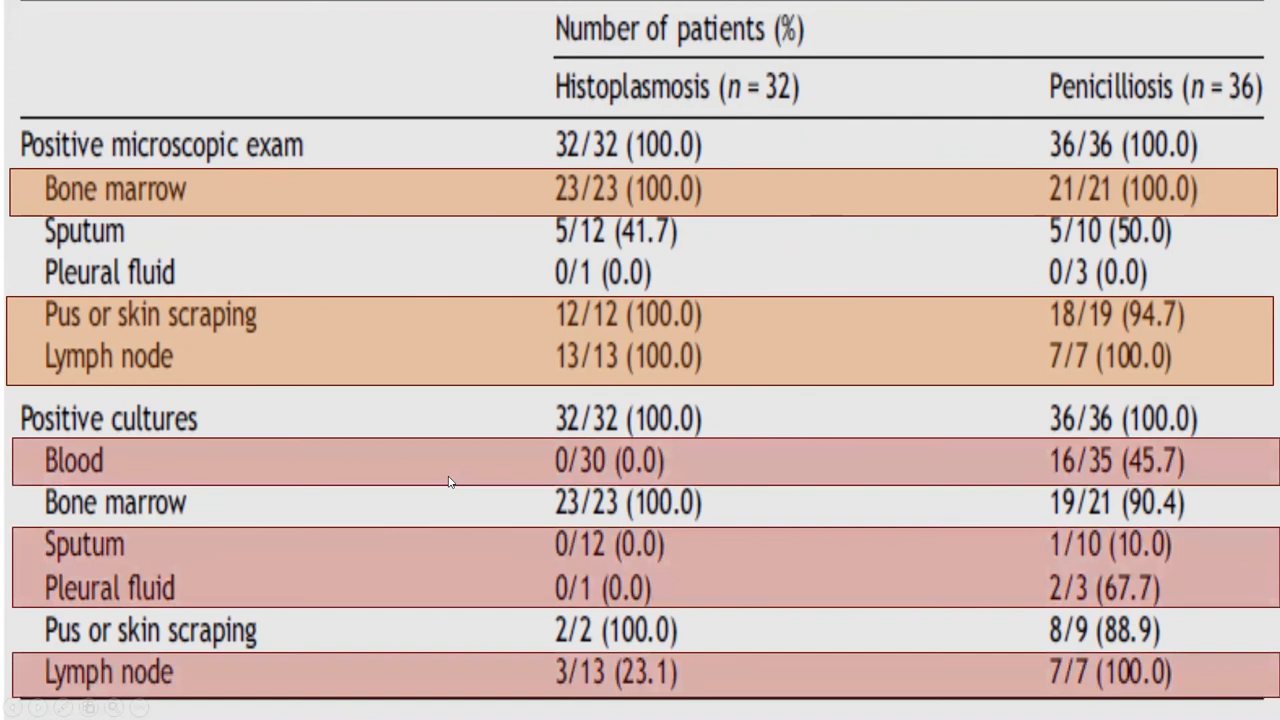 Number of patients (%)
Histoplasmosis (n = 32) Penicilliosis (n = 36)
Positive microscopic exam 32/32 (100.0) 36/36 (100.0)
Bone marrow 23/23 (100.0) 21/21 (100.0)
Sputum 5/12 (41.7) 5/10 (50.0)
Pleural fluid 0/1 (0.0) 0/3 (0.0)
Pus or skin scraping 12/12 (100.0) 18/19 (94.7)
Lymph node 13/13 (100.0) 7/7 (100.0)
Positive cultures 32/32 (100.0) 36/36 (100.0)
Blood 0/30 (0.0) 16/35 (45.7)
Bone marrow 23/23 (100.0) 19/21 (90.4)
Sputum 0/12 (0.0) 1/10 (10.0)
Pleural fluid 0/1 (0.0) 2/3 (67.7)
Pus or skin scraping 2/2 (100.0) 8/9 (88.9)
Lymph node 3/13 (23.1) 7/7 (100.0)